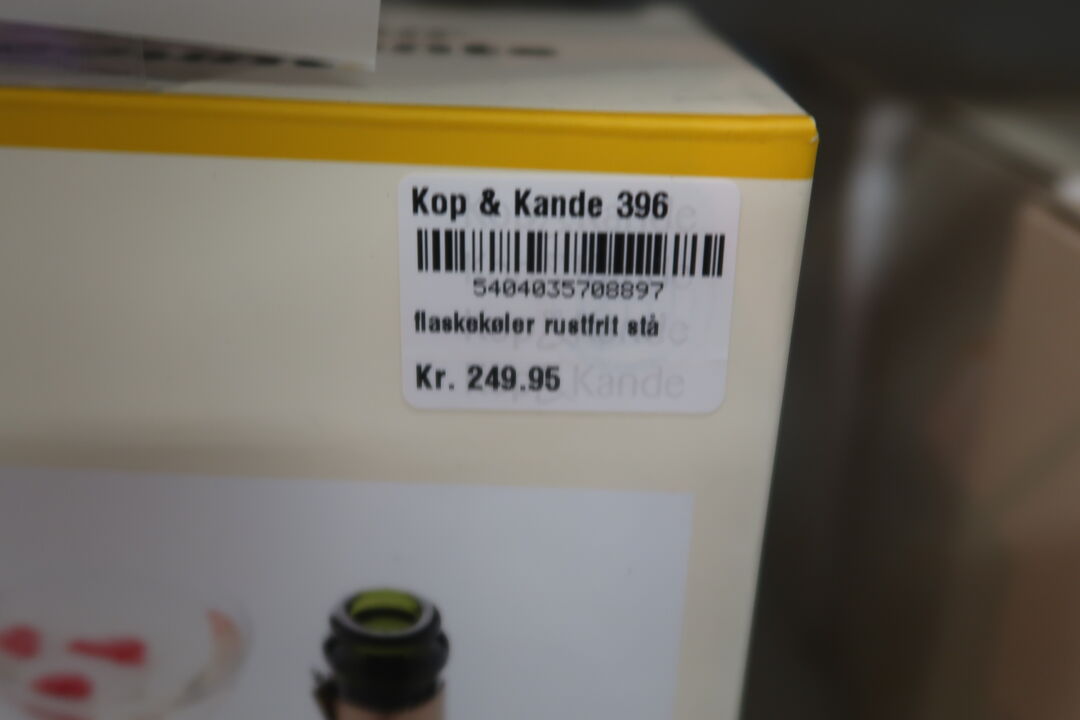 Kop & Kande 396
5404035708897
flaskekøler rustfrit stå
Kr. 249.95